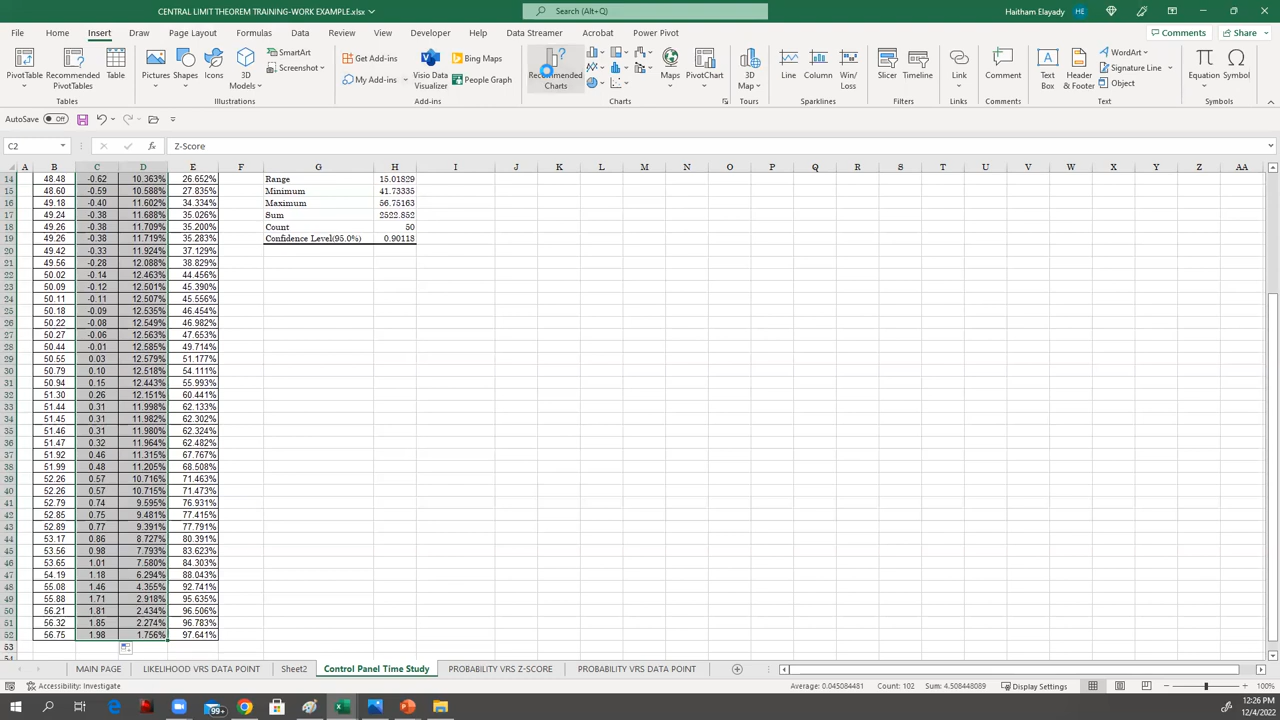 CENTRAL LIMIT THEOREM TRAINING-WORK EXAMPLE.xlsx
Search (Alt+Q)
Haitham Elayady HE
File Home Insert Draw Page Layout Formulas Data Review View Developer Help Data Streamer Acrobat Power Pivot Comments Share
PivotTable Recommended PivotTables Table Pictures Shapes Icons 3D Models SmartArt Screenshot Get Add-ins My Add-ins Visio Data Visualizer Bing Maps People Graph Recommended Charts Maps PivotChart 3D Map Line Column Win/Loss Slicer Timeline Link Comment Text Box Header & Footer WordArt Signature Line Object Equation Symbol
Tables Illustrations Add-ins Charts Tours Sparklines Filters Links Comments Text Symbols
AutoSave Off
C2 fx Z-Score
A B C D E F G H I J K L M N O P Q R S T U V W X Y Z AA
14 48.48 -0.62 10.363% 26.652% Range 15.01829
15 48.60 -0.59 10.588% 27.835% Minimum 41.73335
16 49.18 -0.40 11.602% 34.334% Maximum 56.75163
17 49.24 -0.38 11.688% 35.026% Sum 2522.852
18 49.26 -0.38 11.709% 35.200% Count 50
19 49.26 -0.38 11.719% 35.283% Confidence Level(95.0%) 0.90118
20 49.42 -0.33 11.924% 37.129%
21 49.56 -0.28 12.088% 38.829%
22 50.02 -0.14 12.463% 44.456%
23 50.09 -0.12 12.501% 45.390%
24 50.11 -0.11 12.507% 45.556%
25 50.18 -0.09 12.535% 46.454%
26 50.22 -0.08 12.549% 46.982%
27 50.27 -0.06 12.563% 47.653%
28 50.44 -0.01 12.585% 49.714%
29 50.55 0.03 12.579% 51.177%
30 50.79 0.10 12.518% 54.111%
31 50.94 0.15 12.443% 55.993%
32 51.30 0.26 12.151% 60.441%
33 51.44 0.31 11.998% 62.133%
34 51.45 0.31 11.982% 62.302%
35 51.46 0.31 11.980% 62.324%
36 51.47 0.32 11.964% 62.482%
37 51.92 0.46 11.315% 67.767%
38 51.99 0.48 11.205% 68.508%
39 52.26 0.57 10.716% 71.463%
40 52.26 0.57 10.715% 71.473%
41 52.79 0.74 9.595% 76.931%
42 52.85 0.75 9.481% 77.415%
43 52.89 0.77 9.391% 77.791%
44 53.17 0.86 8.727% 80.391%
45 53.56 0.98 7.793% 83.623%
46 53.65 1.01 7.580% 84.303%
47 54.19 1.18 6.294% 88.043%
48 55.08 1.46 4.355% 92.741%
49 55.88 1.71 2.918% 95.635%
50 56.21 1.81 2.434% 96.506%
51 56.32 1.85 2.274% 96.783%
52 56.75 1.98 1.756% 97.641%
53
MAIN PAGE LIKELIHOOD VRS DATA POINT Sheet2 Control Panel Time Study PROBABILITY VRS Z-SCORE PROBABILITY VRS DATA POINT
Accessibility: Investigate Average: 0.045084481 Count: 102 Sum: 4.508448089 Display Settings 100%
99+ 12:26 PM
12/4/2022